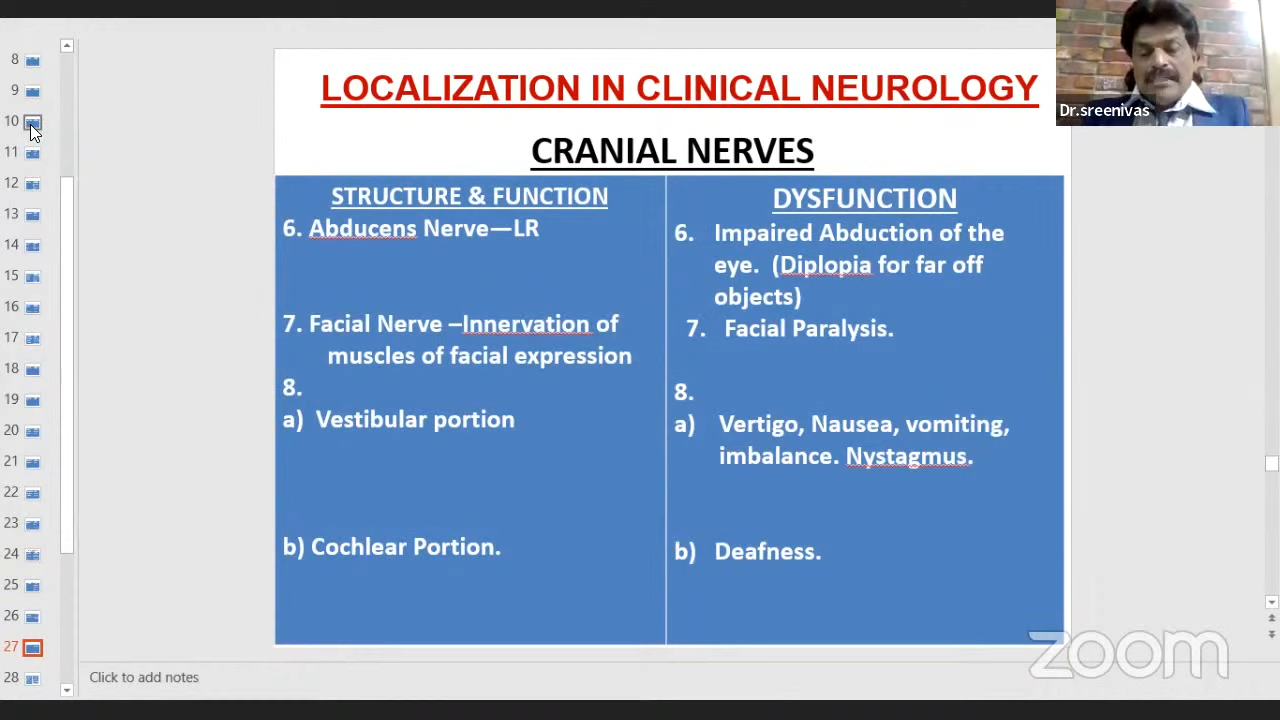 8
9
10
11
12
13
14
15
16
17
18
19
20
21
22
23
24
25
26
27
28
LOCALIZATION IN CLINICAL NEUROLOGY
CRANIAL NERVES
STRUCTURE & FUNCTION
6. Abducens Nerve—LR
7. Facial Nerve –Innervation of
muscles of facial expression
8.
a) Vestibular portion
b) Cochlear Portion.
DYSFUNCTION
6. Impaired Abduction of the
eye. (Diplopia for far off
objects)
7. Facial Paralysis.
8.
a) Vertigo, Nausea, vomiting,
imbalance. Nystagmus.
b) Deafness.
Dr.sreenivas
Click to add notes
zoom